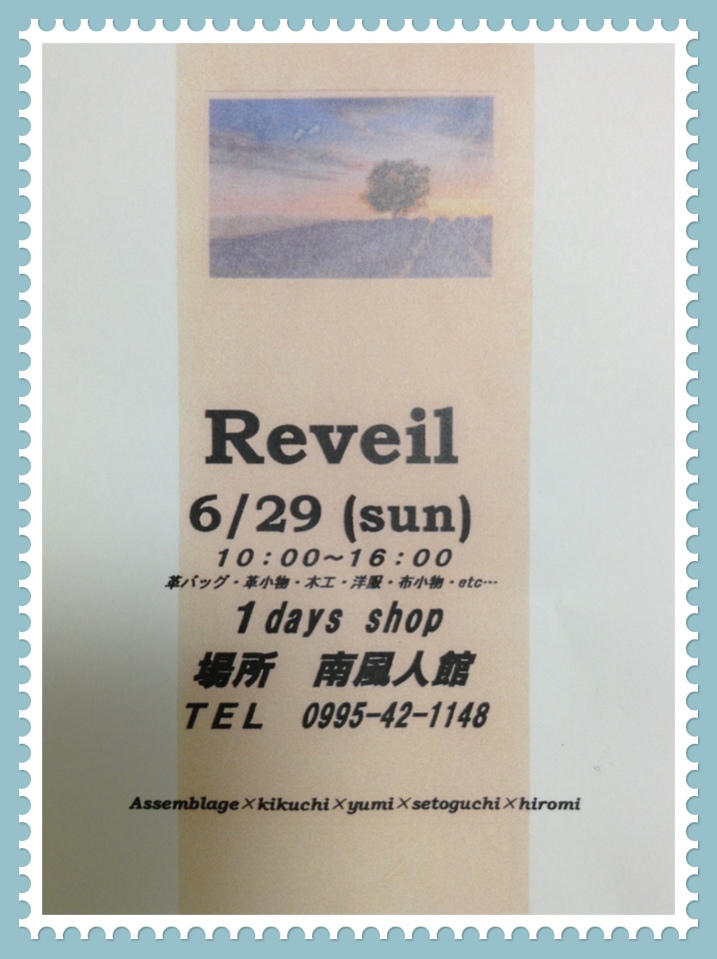 Reveil
6/29 (sun)
10：00～16：00
革バッグ・革小物・木工・洋服・布小物・etc…
1days shop
場所　南風人館
ＴＥＬ　0995-42-1148
Assemblage×kikuchi×yumi×setoguchi×hiromi